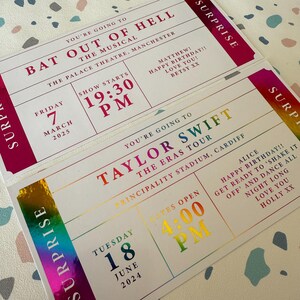 SURPRISE
YOU'RE GOING TO
BAT OUT OF HELL
THE MUSICAL
THE PALACE THEATRE, MANCHESTER
FRIDAY
7
MARCH
2025
SHOW STARTS
19:30
PM
MATTHEW!
HAPPY BIRTHDAY!!
LOVE YOU!
BETSY XX
SURPRISE
SURPRISE
YOU'RE GOING TO
TAYLOR SWIFT
THE ERAS TOUR
PRINCIPALITY STADIUM, CARDIFF
TUESDAY
18
JUNE
2024
DOORS OPEN
4:00
PM
ALICE
HAPPY BIRTHDAY!!
GET READY TO SHAKE IT
OFF AND DANCE ALL
NIGHT LONG
LOVE YOU
HOLLY XX
SURPRISE